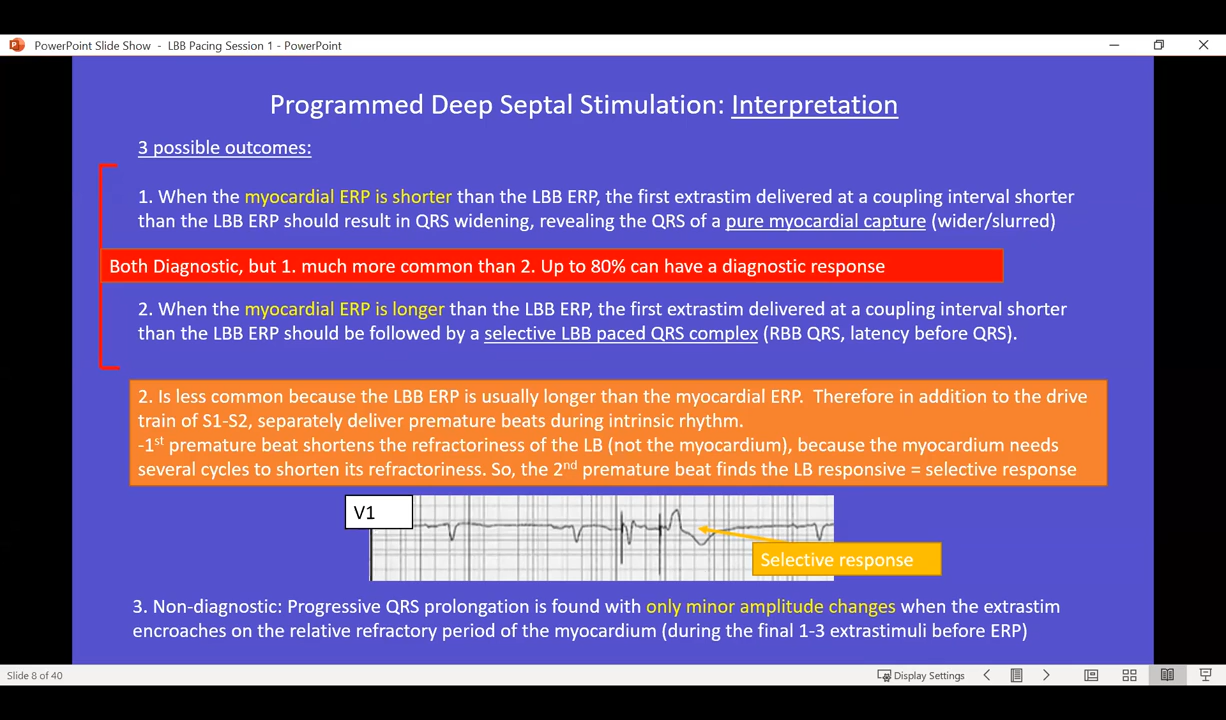 PowerPoint Slide Show - LBB Pacing Session 1 - PowerPoint
Programmed Deep Septal Stimulation: Interpretation
3 possible outcomes:
1. When the myocardial ERP is shorter than the LBB ERP, the first extrastim delivered at a coupling interval shorter
than the LBB ERP should result in QRS widening, revealing the QRS of a pure myocardial capture (wider/slurred)
Both Diagnostic, but 1. much more common than 2. Up to 80% can have a diagnostic response
2. When the myocardial ERP is longer than the LBB ERP, the first extrastim delivered at a coupling interval shorter
than the LBB ERP should be followed by a selective LBB paced QRS complex (RBB QRS, latency before QRS).
2. Is less common because the LBB ERP is usually longer than the myocardial ERP. Therefore in addition to the drive
train of S1-S2, separately deliver premature beats during intrinsic rhythm.
-1st premature beat shortens the refractoriness of the LB (not the myocardium), because the myocardium needs
several cycles to shorten its refractoriness. So, the 2nd premature beat finds the LB responsive = selective response
V1
Selective response
3. Non-diagnostic: Progressive QRS prolongation is found with only minor amplitude changes when the extrastim
encroaches on the relative refractory period of the myocardium (during the final 1-3 extrastimuli before ERP)
Slide 8 of 40
Display Settings